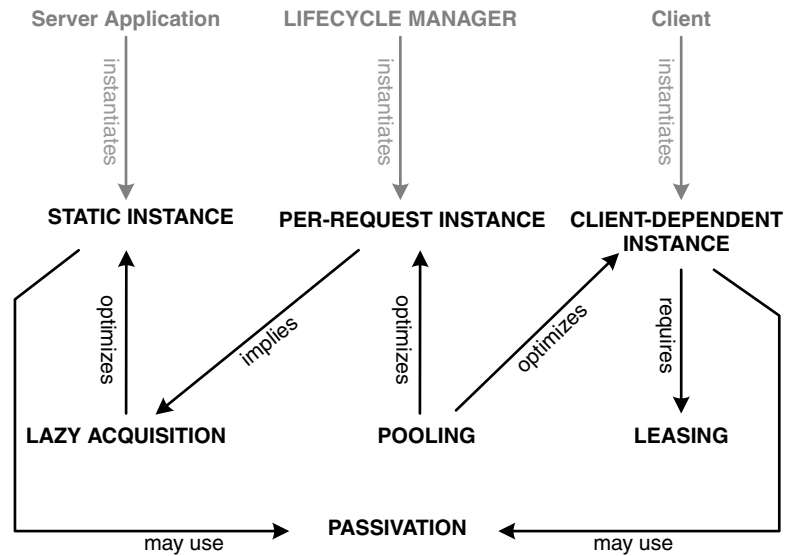 Server Application
LIFECYCLE MANAGER
Client
instantiates
instantiates
instantiates
STATIC INSTANCE
PER-REQUEST INSTANCE
CLIENT-DEPENDENT
INSTANCE
optimizes
implies
optimizes
optimizes
requires
LAZY ACQUISITION
POOLING
LEASING
PASSIVATION
may use
may use